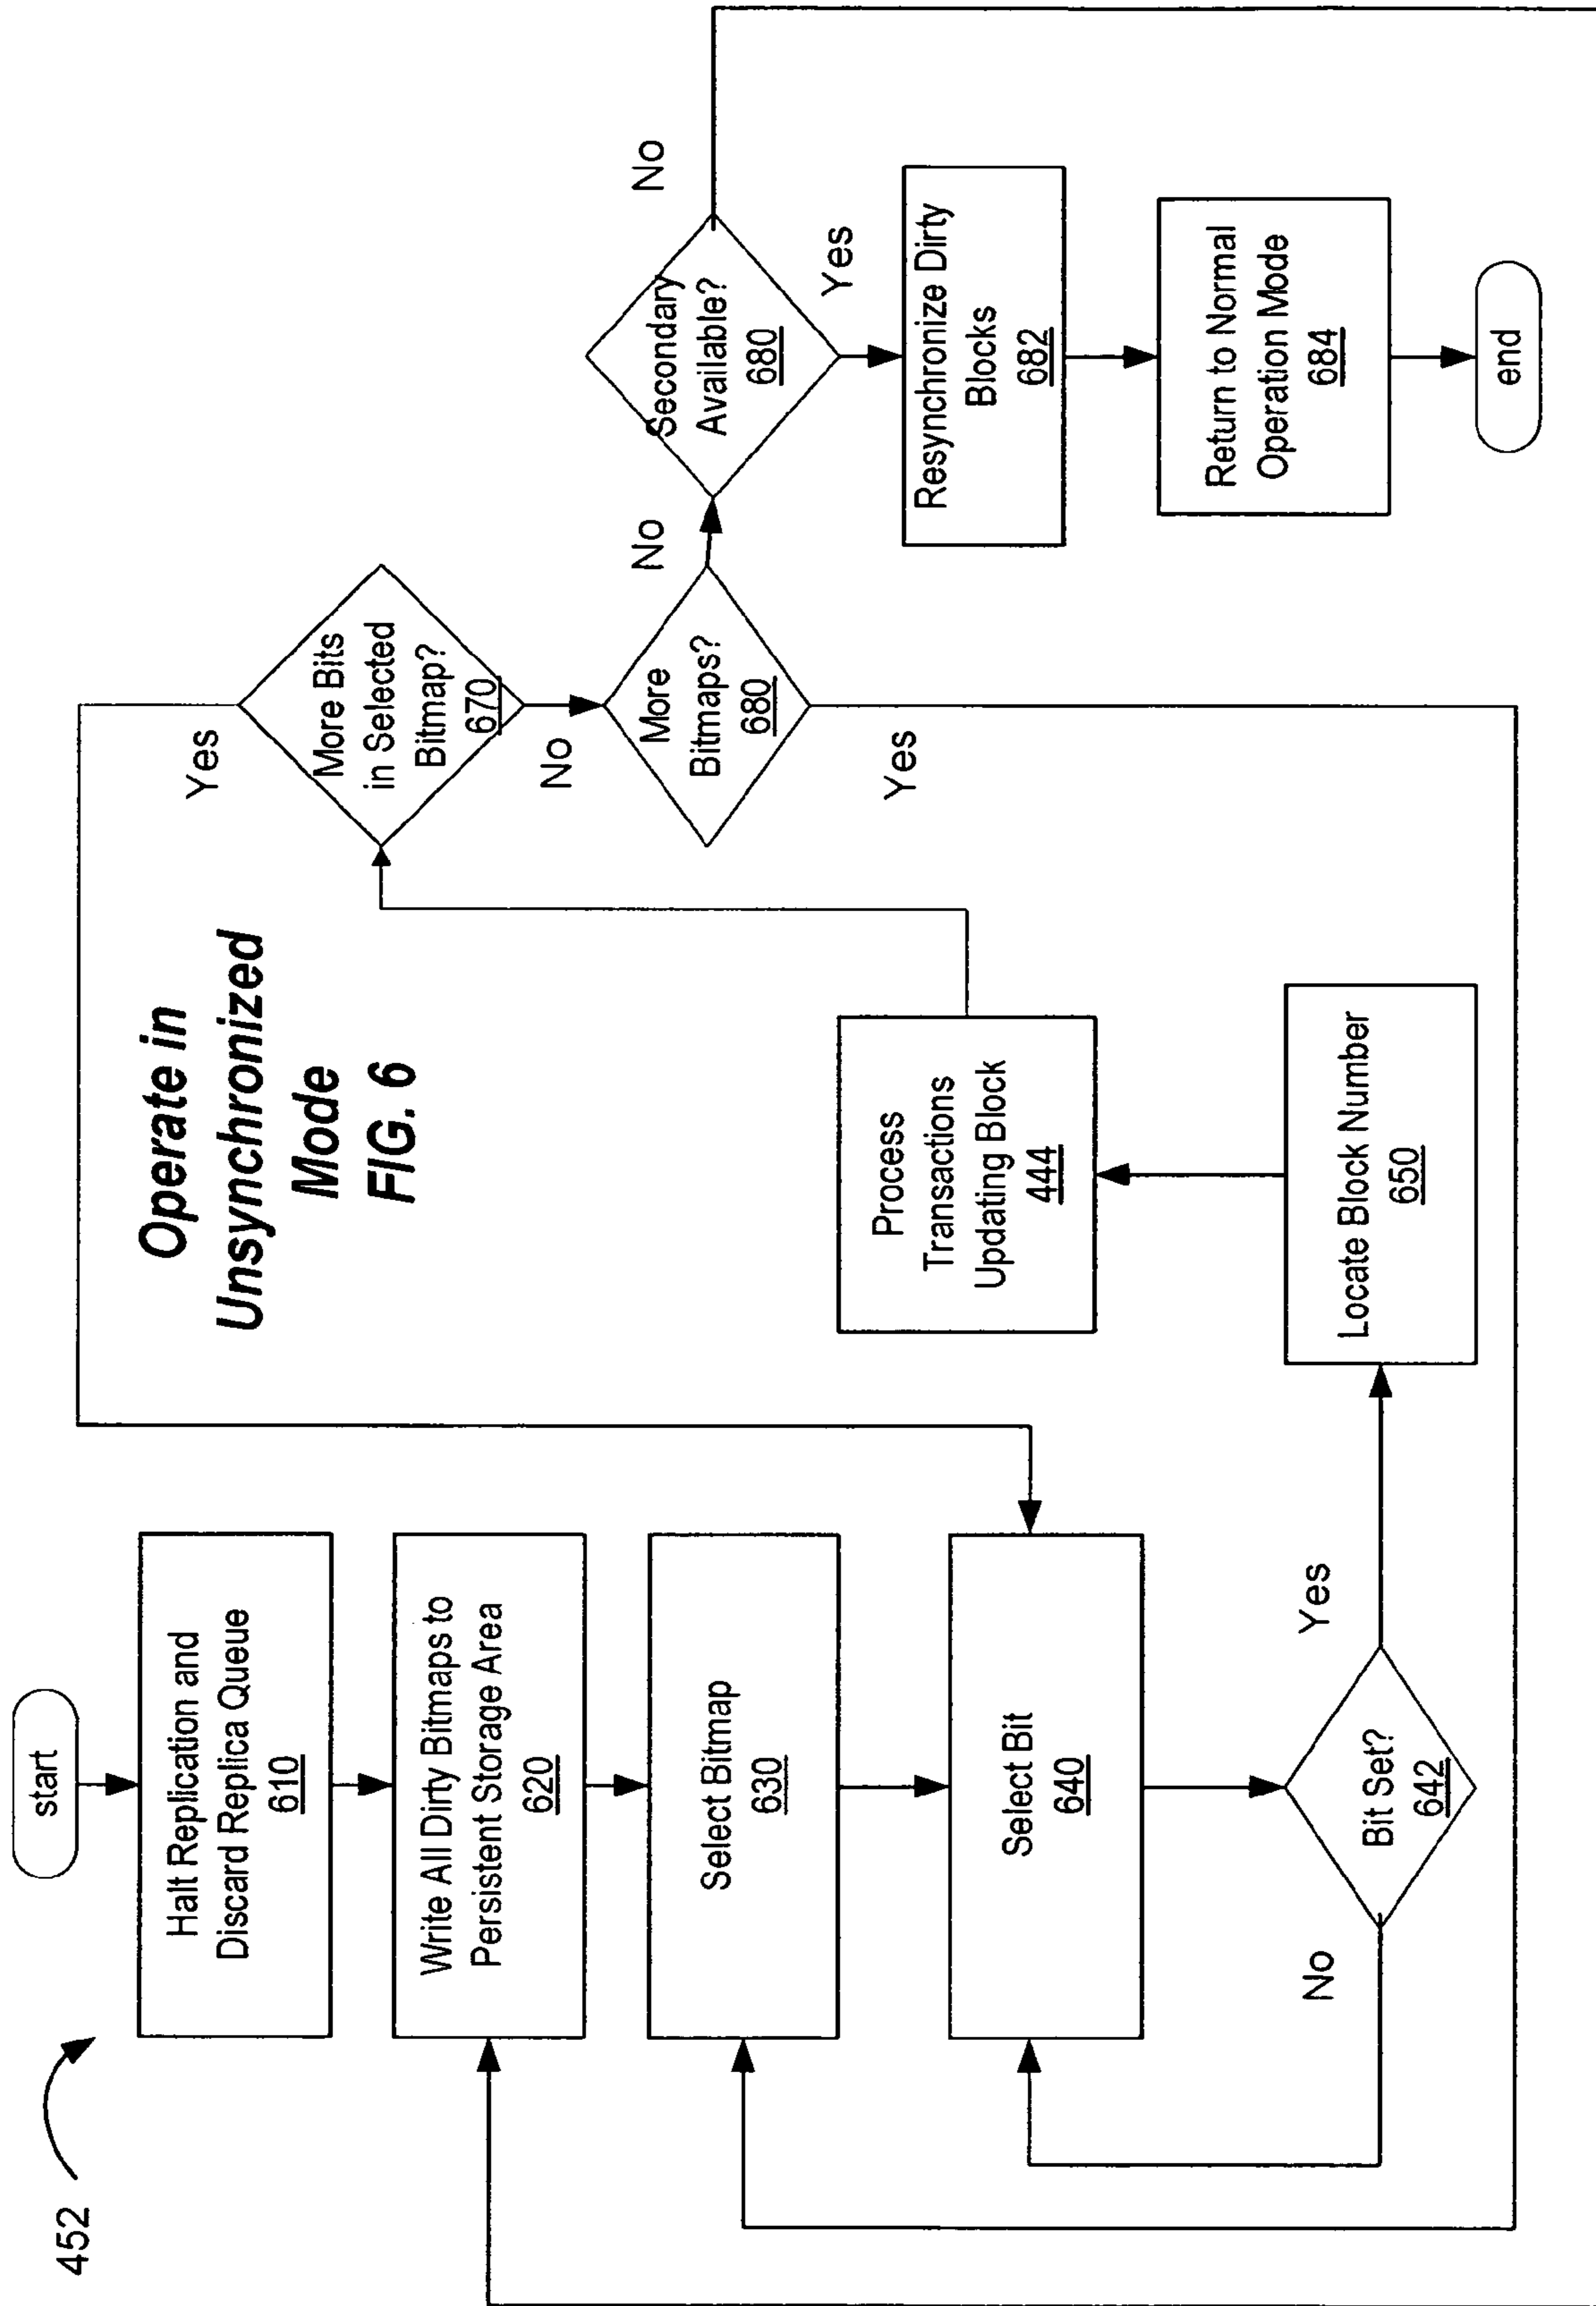 452
start
Halt Replication and
Discard Replica Queue
610
Write All Dirty Bitmaps to
Persistent Storage Area
620
Select Bitmap
630
Select Bit
640
Bit Set?
642
No
Yes
Locate Block Number
650
Process
Transactions
Updating Block
444
Operate in
Unsynchronized
Mode
FIG. 6
More Bits
in Selected
Bitmap?
670
Yes
No
More
Bitmaps?
680
Yes
No
Secondary
Available?
680
No
Yes
Resynchronize Dirty
Blocks
682
Return to Normal
Operation Mode
684
end